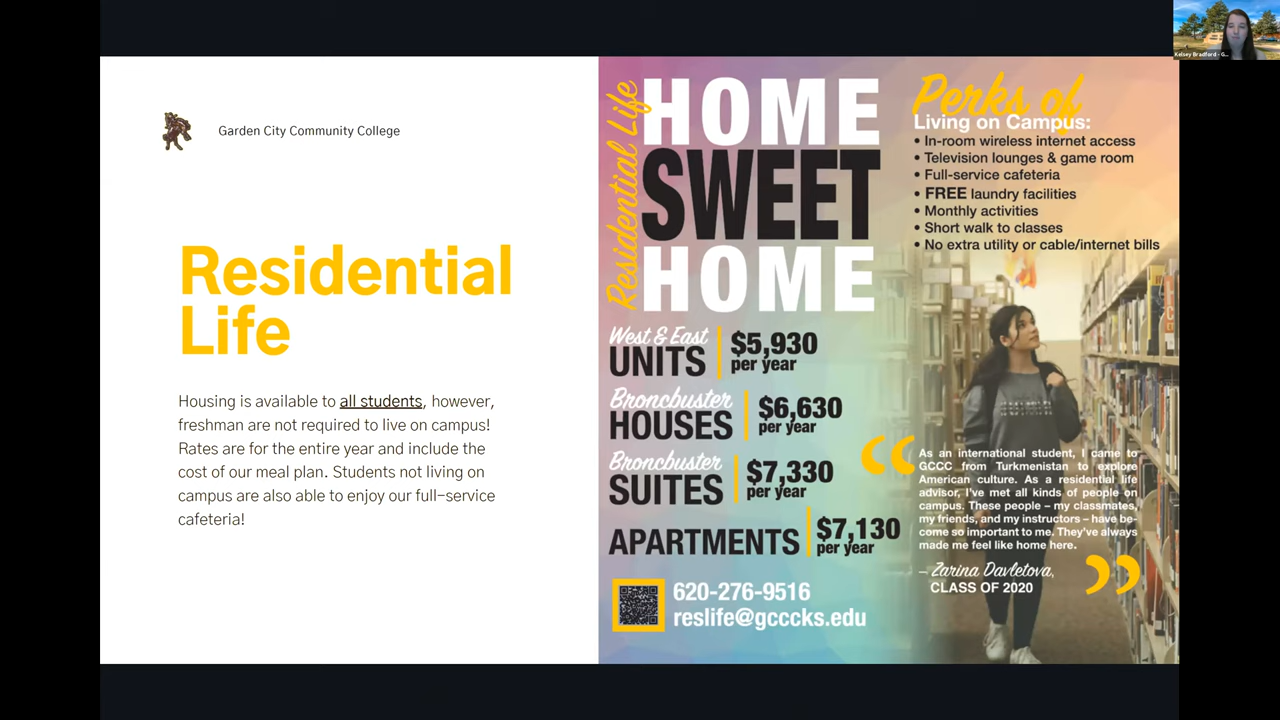 Kelsey Bradford - G...
Garden City Community College
Residential
Life
Housing is available to all students, however,
freshman are not required to live on campus!
Rates are for the entire year and include the
cost of our meal plan. Students not living on
campus are also able to enjoy our full-service
cafeteria!
Residential Life
HOME
SWEET
HOME
West & East
UNITS
$5,930
per year
Broncbuster
HOUSES
$6,630
per year
Broncbuster
SUITES
$7,330
per year
APARTMENTS
$7,130
per year
620-276-9516
reslife@gcccks.edu
Perks of
Living on Campus:
• In-room wireless internet access
• Television lounges & game room
• Full-service cafeteria
• FREE laundry facilities
• Monthly activities
• Short walk to classes
• No extra utility or cable/internet bills
“
As an international student, I came to
GCCC from Turkmenistan to explore
American culture. As a residential life
advisor, I've met all kinds of people on
campus. These people – my classmates,
my friends, and my instructors – have be-
come so important to me. They've always
made me feel like home here.
”
– Zarina Davletova,
CLASS OF 2020